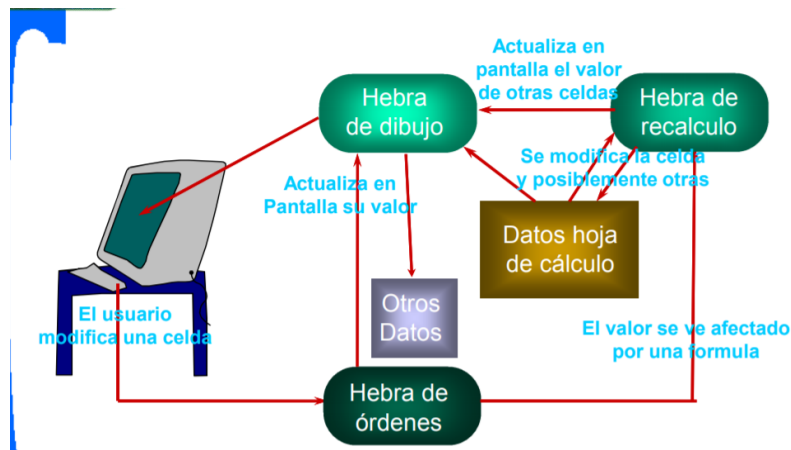 Actualiza en
pantalla el valor
de otras celdas
Hebra
de dibujo
Hebra de
recalculo
Se modifica la celda
y posiblemente otras
Actualiza en
Pantalla su valor
Datos hoja
de cálculo
Otros
Datos
El usuario
modifica una celda
El valor se ve afectado
por una formula
Hebra de
órdenes